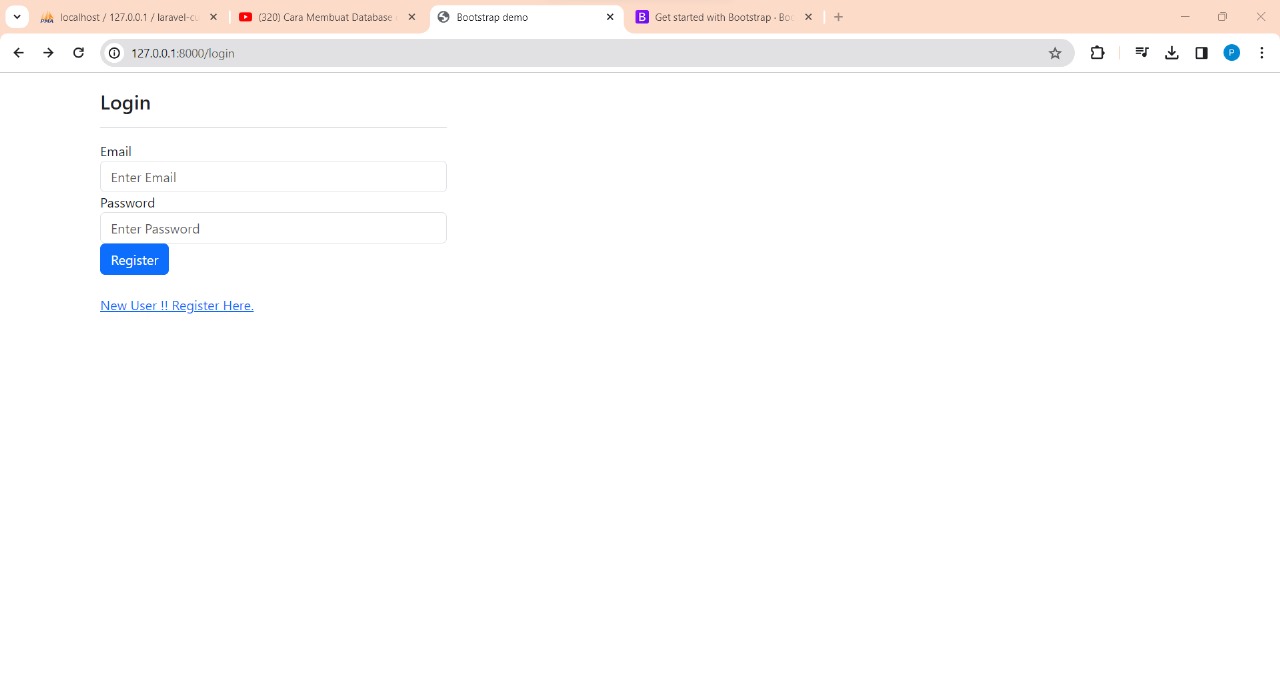 localhost / 127.0.0.1 / laravel-cu
(320) Cara Membuat Database
Bootstrap demo
Get started with Bootstrap · Boo
127.0.0.1:8000/login
P
Login
Email
Enter Email
Password
Enter Password
Register
New User !! Register Here.